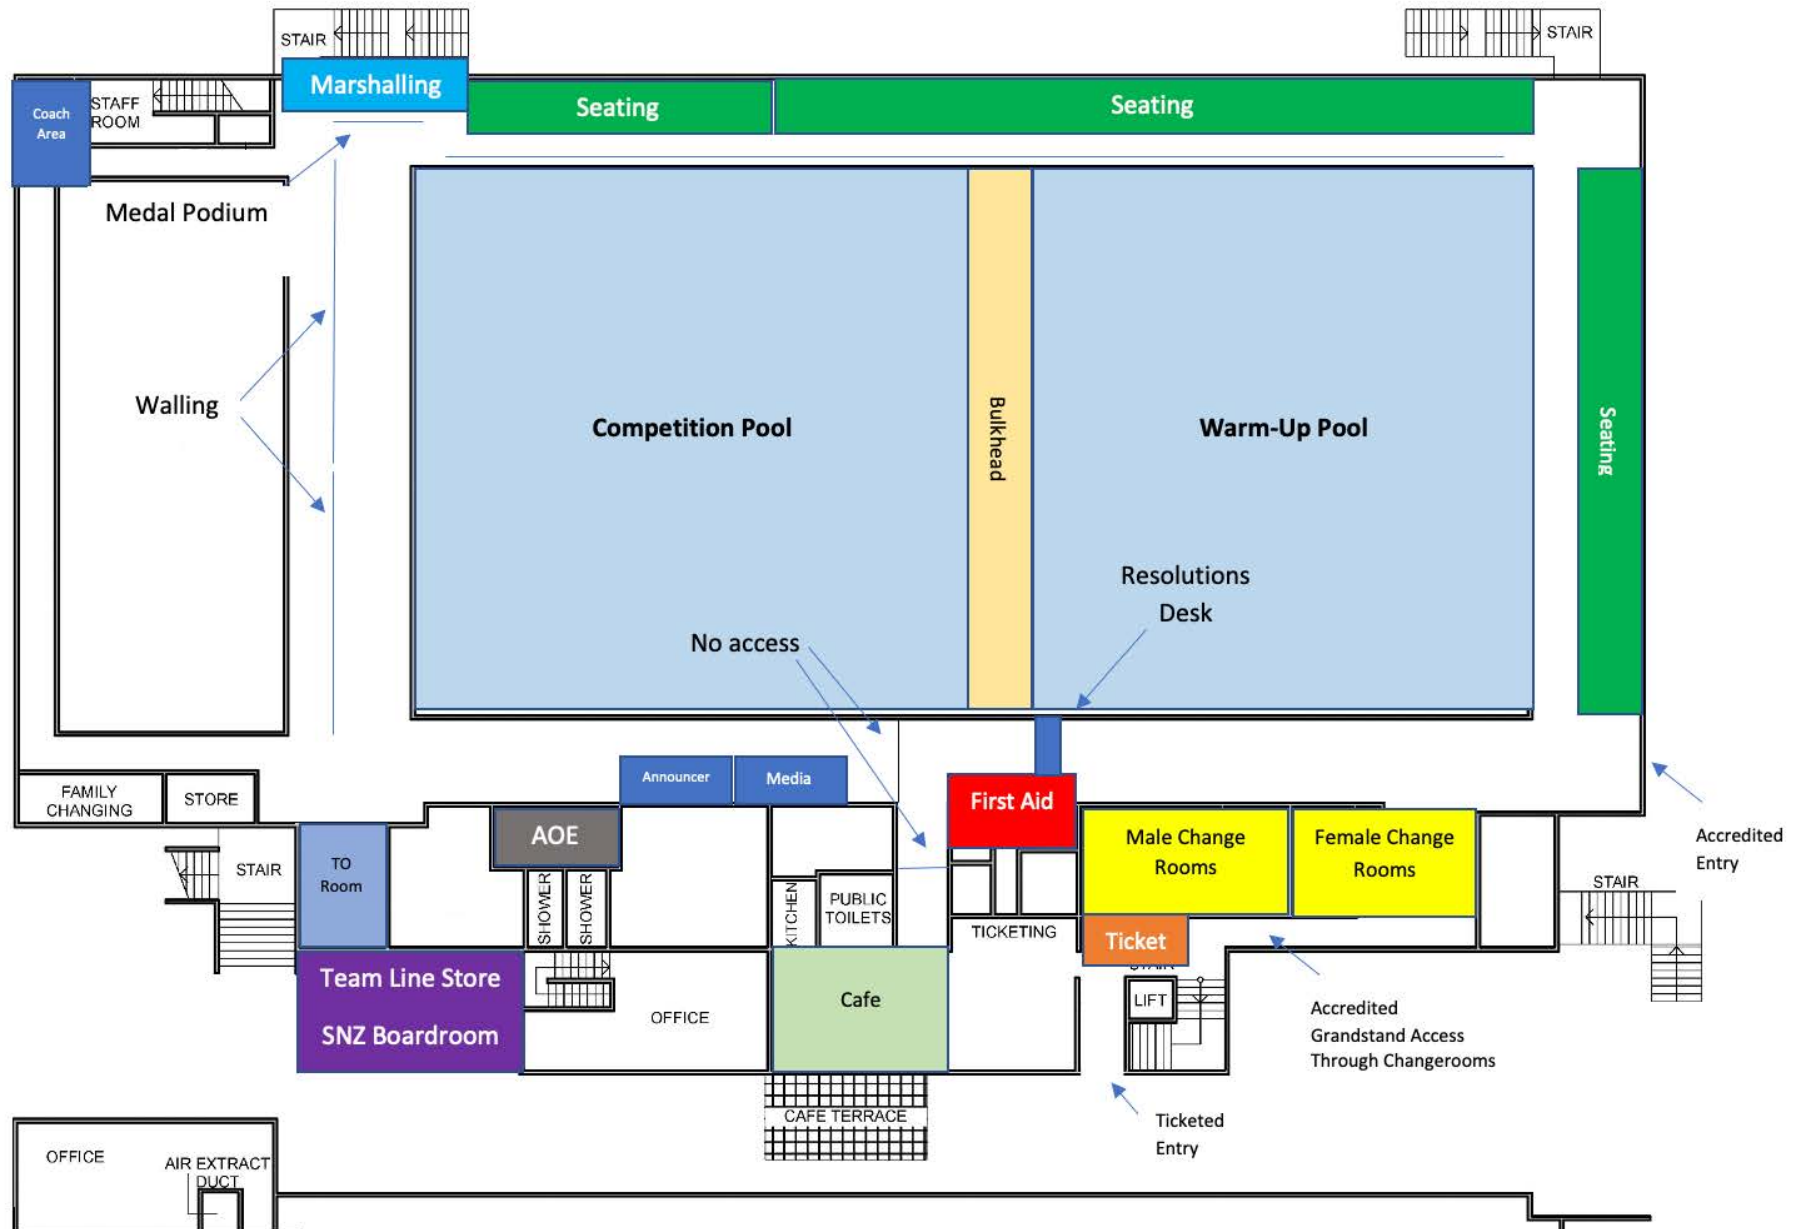 STAIR
STAIR
Marshalling
Seating
Seating
Coach
Area
STAFF
ROOM
Medal Podium
Walling
Competition Pool
Bulkhead
Warm-Up Pool
Seating
Resolutions
Desk
No access
FAMILY
CHANGING
STORE
Announcer
Media
First Aid
AOE
Male Change
Rooms
Female Change
Rooms
Accredited
Entry
STAIR
TO
Room
SHOWER
SHOWER
KITCHEN
PUBLIC
TOILETS
TICKETING
Ticket
STAIR
STAIR
Team Line Store
SNZ Boardroom
OFFICE
Cafe
LIFT
Accredited
Grandstand Access
Through Changerooms
CAFE TERRACE
Ticketed
Entry
OFFICE
AIR EXTRACT
DUCT